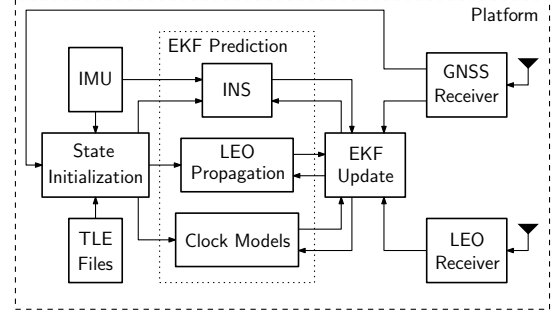 Platform
EKF Prediction
IMU
INS
GNSS
Receiver
State
Initialization
LEO
Propagation
EKF
Update
TLE
Files
Clock Models
LEO
Receiver